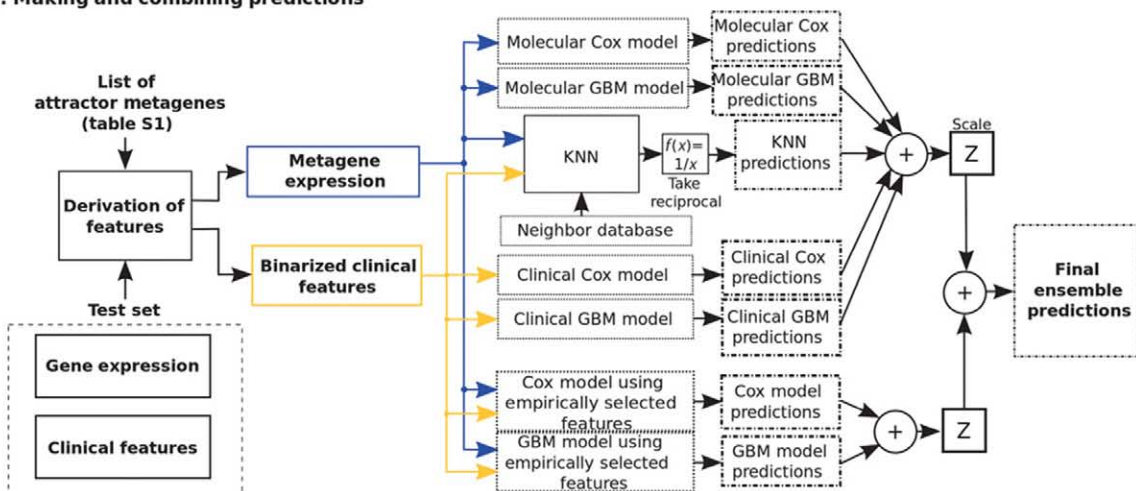 . Making and combining predictions
List of
attractor metagenes
(table S1)
Derivation of
features
Test set
Gene expression
Clinical features
Metagene
expression
Binarized clinical
features
Molecular Cox model
Molecular GBM model
KNN
f(x)=
1/x
Take
reciprocal
Neighbor database
Clinical Cox model
Clinical GBM model
Cox model using
empirically selected
features
GBM model using
empirically selected
features
Molecular Cox
predictions
Molecular GBM
predictions
KNN
predictions
Clinical Cox
predictions
Clinical GBM
predictions
Cox model
predictions
GBM model
predictions
+
Scale
Z
+
+
Z
Final
ensemble
predictions